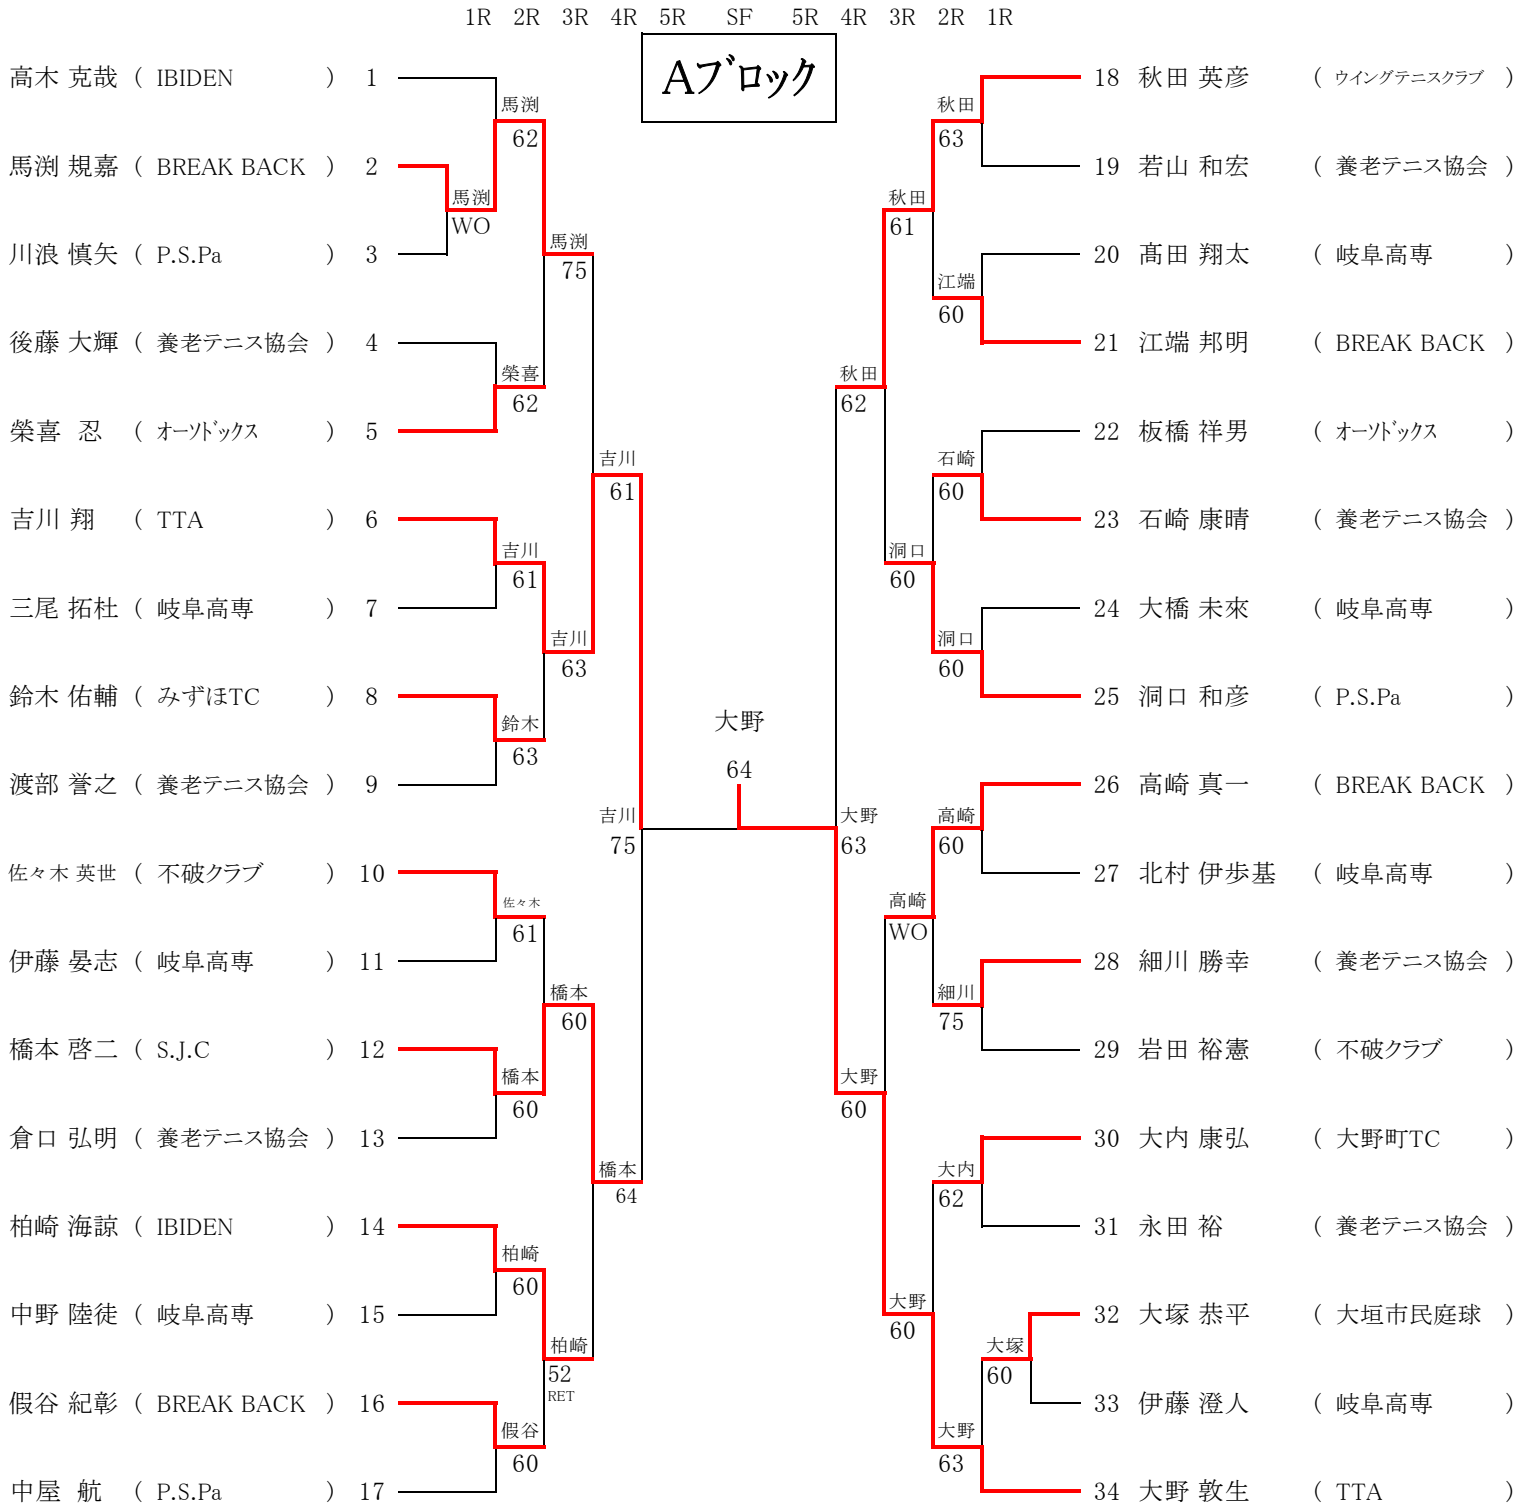 1R 2R 3R 4R 5R SF 5R 4R 3R 2R 1R
Aブロック
高木 克哉 ( IBIDEN ) 1
馬渕 規嘉 ( BREAK BACK ) 2
川浪 慎矢 ( P.S.Pa ) 3
後藤 大輝 ( 養老テニス協会 ) 4
榮喜 忍 ( オーソドックス ) 5
吉川 翔 ( TTA ) 6
三尾 拓杜 ( 岐阜高専 ) 7
鈴木 佑輔 ( みずほTC ) 8
渡部 誉之 ( 養老テニス協会 ) 9
佐々木 英世 ( 不破クラブ ) 10
伊藤 晏志 ( 岐阜高専 ) 11
橋本 啓二 ( S.J.C ) 12
倉口 弘明 ( 養老テニス協会 ) 13
柏崎 海諒 ( IBIDEN ) 14
中野 陸徒 ( 岐阜高専 ) 15
假谷 紀彰 ( BREAK BACK ) 16
中屋 航 ( P.S.Pa ) 17
馬渕
WO
馬渕
62
榮喜
62
吉川
61
鈴木
63
佐々木
61
橋本
60
柏崎
60
假谷
60
馬渕
75
吉川
63
橋本
60
柏崎
52
RET
吉川
61
橋本
64
吉川
75
大野
64
大野
63
秋田
62
大野
60
秋田
61
洞口
60
高崎
WO
大野
60
秋田
63
江端
60
石崎
60
洞口
60
高崎
60
細川
75
大内
62
大野
63
大塚
60
18 秋田 英彦 ( ウイングテニスクラブ )
19 若山 和宏 ( 養老テニス協会 )
20 髙田 翔太 ( 岐阜高専 )
21 江端 邦明 ( BREAK BACK )
22 板橋 祥男 ( オーソドックス )
23 石崎 康晴 ( 養老テニス協会 )
24 大橋 未來 ( 岐阜高専 )
25 洞口 和彦 ( P.S.Pa )
26 高崎 真一 ( BREAK BACK )
27 北村 伊歩基 ( 岐阜高専 )
28 細川 勝幸 ( 養老テニス協会 )
29 岩田 裕憲 ( 不破クラブ )
30 大内 康弘 ( 大野町TC )
31 永田 裕 ( 養老テニス協会 )
32 大塚 恭平 ( 大垣市民庭球 )
33 伊藤 澄人 ( 岐阜高専 )
34 大野 敦生 ( TTA )